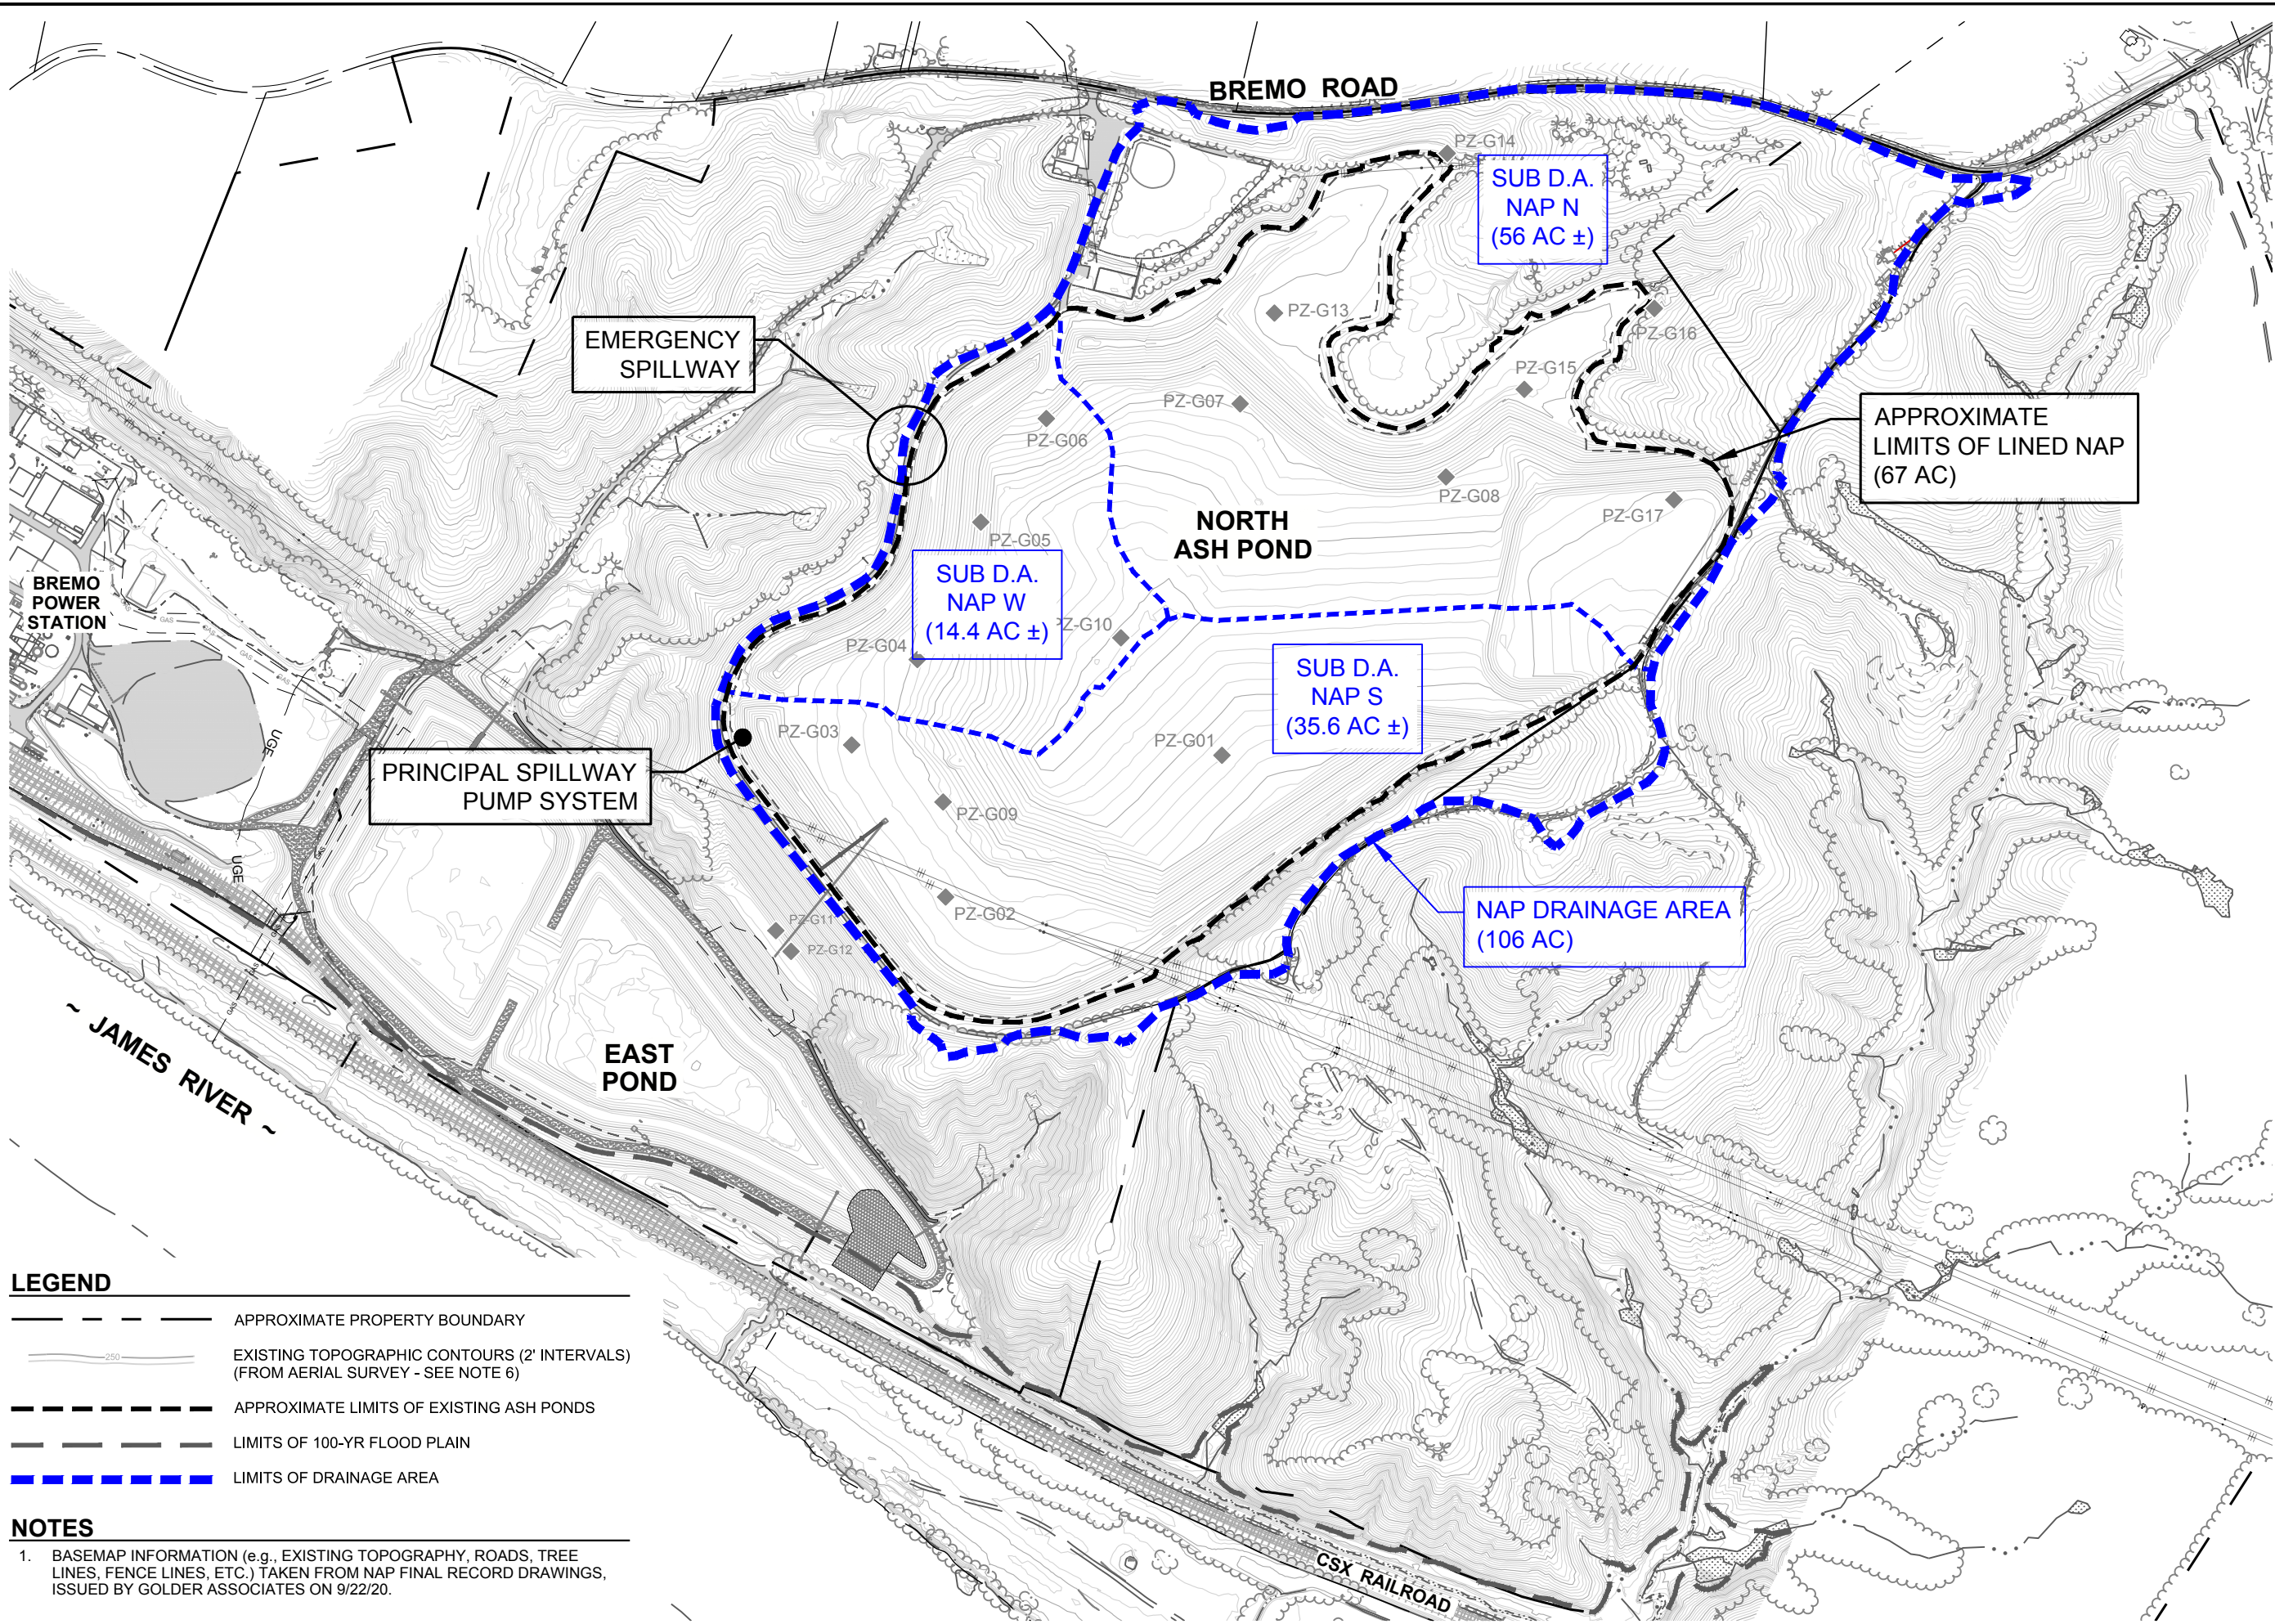 BREMO ROAD
PZ-G14
SUB D.A.
NAP N
(56 AC ±)
PZ-G13
PZ-G16
EMERGENCY
SPILLWAY
PZ-G15
PZ-G07
PZ-G06
APPROXIMATE
LIMITS OF LINED NAP
(67 AC)
PZ-G08
PZ-G17
NORTH
ASH POND
PZ-G05
BREMO
POWER
STATION
SUB D.A.
NAP W
(14.4 AC ±)
PZ-G10
PZ-G04
GAS
GAS
GAS
GAS
SUB D.A.
NAP S
(35.6 AC ±)
UGE
PZ-G03
PZ-G01
PRINCIPAL SPILLWAY
PUMP SYSTEM
PZ-G09
UGE
GAS
PZ-G02
PZ-G11
PZ-G12
NAP DRAINAGE AREA
(106 AC)
GAS
GAS
~ JAMES RIVER ~
EAST
POND
LEGEND
APPROXIMATE PROPERTY BOUNDARY
250
EXISTING TOPOGRAPHIC CONTOURS (2' INTERVALS)
(FROM AERIAL SURVEY - SEE NOTE 6)
APPROXIMATE LIMITS OF EXISTING ASH PONDS
LIMITS OF 100-YR FLOOD PLAIN
LIMITS OF DRAINAGE AREA
NOTES
1. BASEMAP INFORMATION (e.g., EXISTING TOPOGRAPHY, ROADS, TREE
LINES, FENCE LINES, ETC.) TAKEN FROM NAP FINAL RECORD DRAWINGS,
ISSUED BY GOLDER ASSOCIATES ON 9/22/20.
CSX RAILROAD